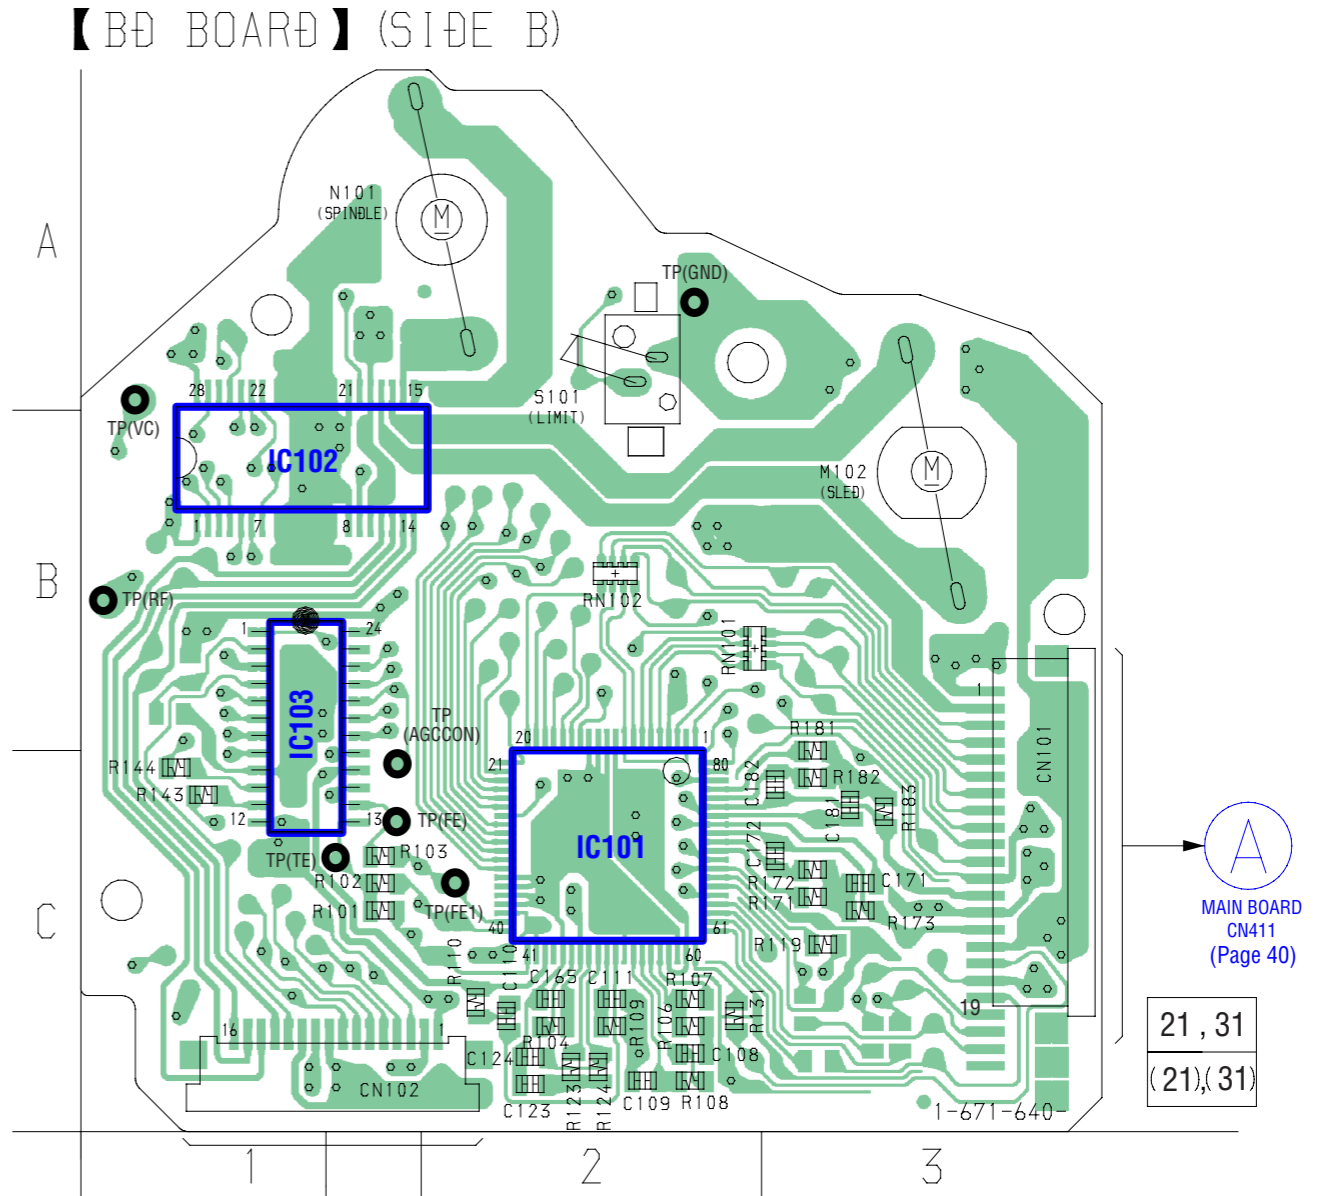 【BD BOARD】(SIDE B)
A
N101
(SPINDLE)
M
TP(GND)
28 22 21 15
S101
(LIMIT)
TP(VC)
IC102
M102
(SLED)
M
1 7 8 14
B
TP(RF)
RN102
1 24
RN101
IC103
TP
(AGCCON)
20 1
1
R181
CN101
R144
21 80
C182
R182
R143
C181
R183
12 13
TP(FE)
IC101
C172
TP(TE)
R103
R102
R172
C171
R101
TP(FE1)
R171
R173
C
40 61
41 60
R119
R110
C110
C165
C111
R107
R109
R106
R131
19
16 1
R104
C124
C108
CN102
C123
R123
R124
C109
R108
1-671-640-
A
MAIN BOARD
CN411
(Page 40)
21 , 31
(21),(31)
1 2 3